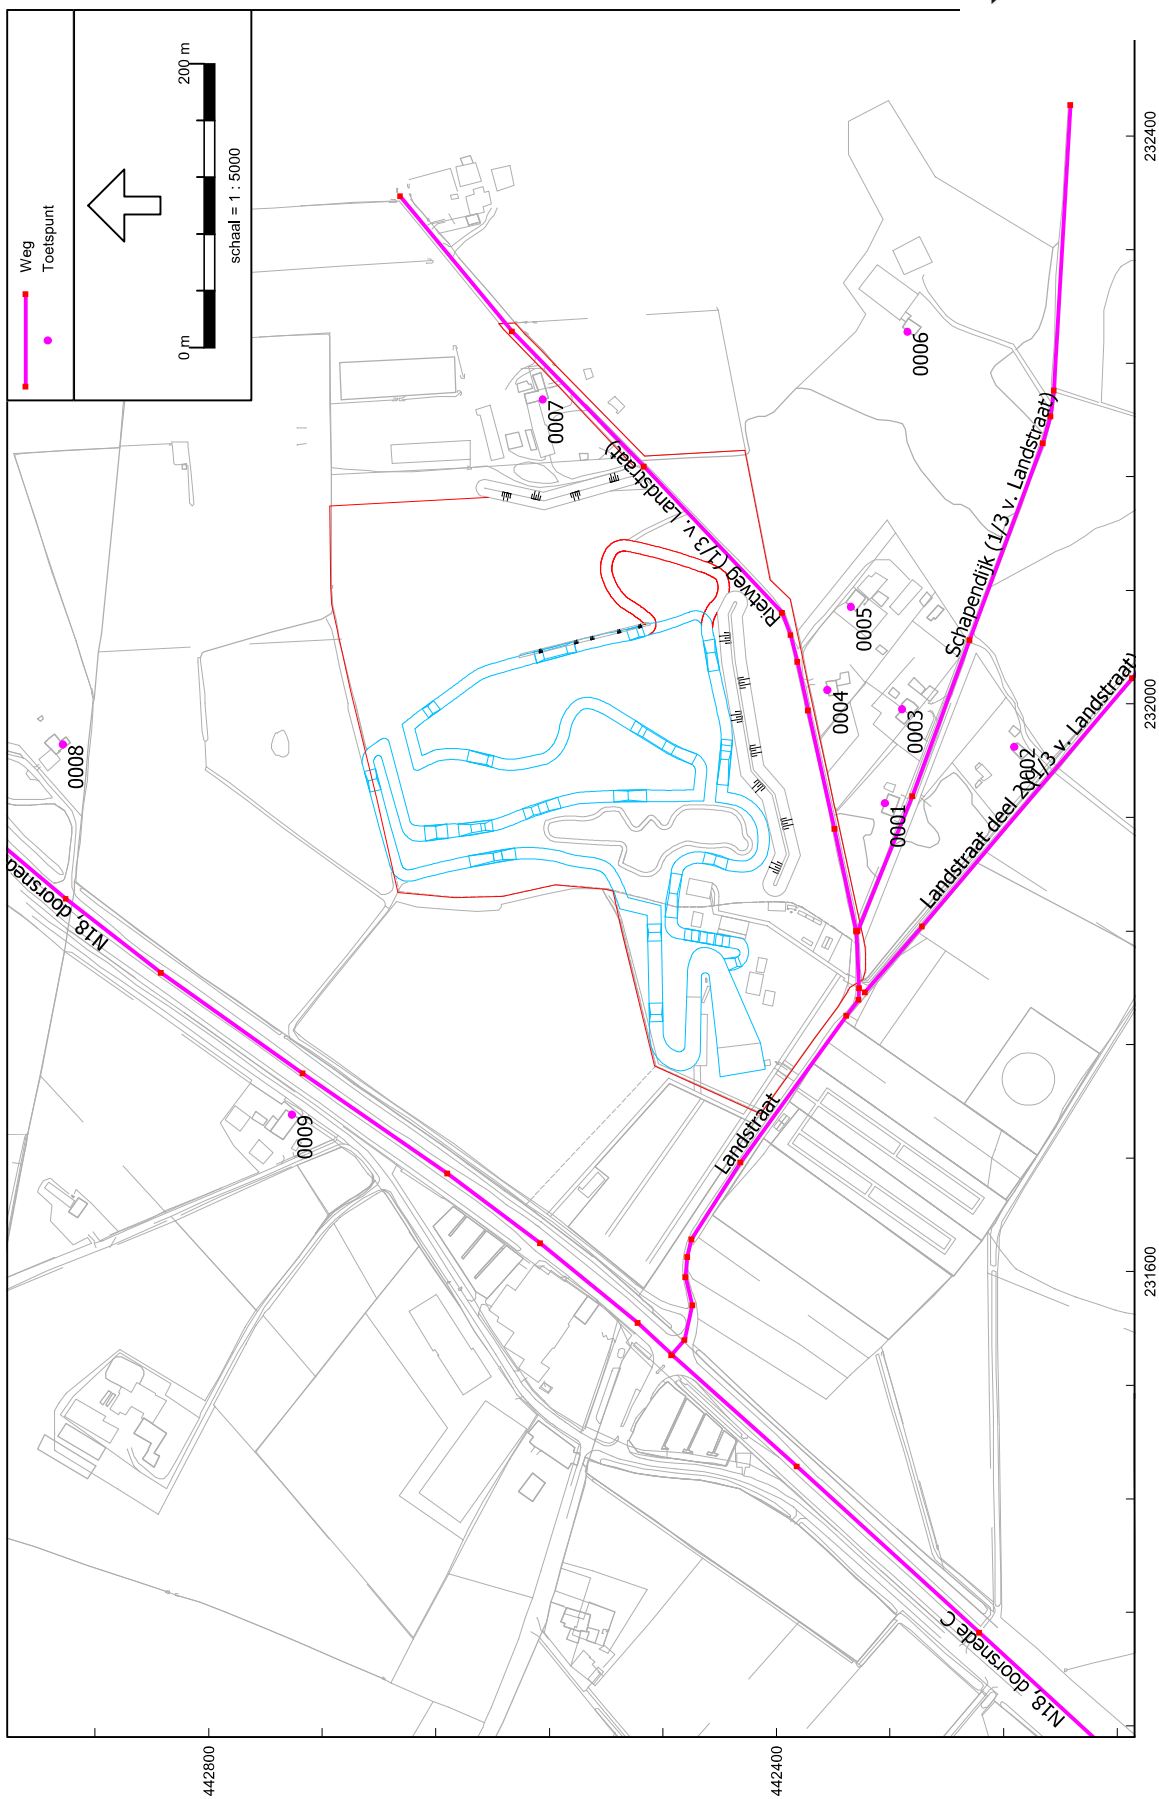 Weg
Toetspunt
0 m
200 m
schaal = 1 : 5000
N18, doorsned
0008
0009
0007
Rietweg (1/3 v. Landstraat)
0006
0005
0004
0003
0002
0001
Schapendijk (1/3 v. Landstraat)
Landstraat deel 2 (1/3 v. Landstraat)
Landstraat
N18, doorsnede C
442800
442400
231600
232000
232400